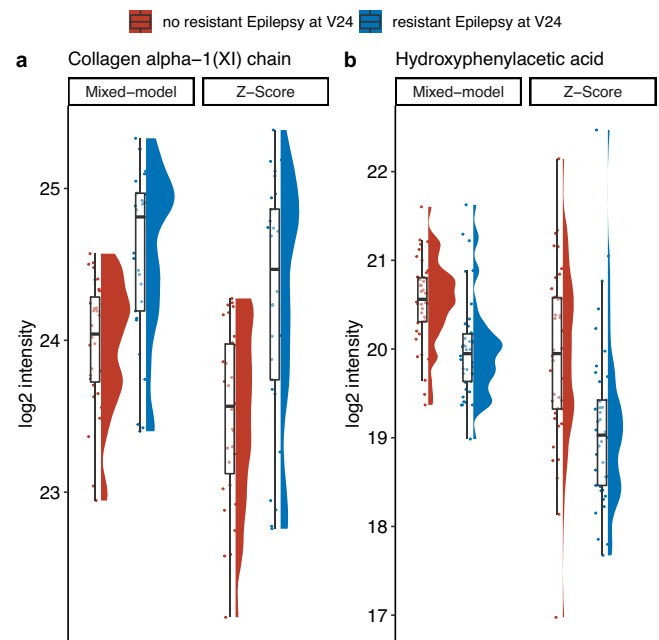 no resistant Epilepsy at V24 resistant Epilepsy at V24
a Collagen alpha−1(XI) chain
Mixed−model Z−Score
log2 intensity
25
24
23
b Hydroxyphenylacetic acid
Mixed−model Z−Score
log2 intensity
22
21
20
19
18
17